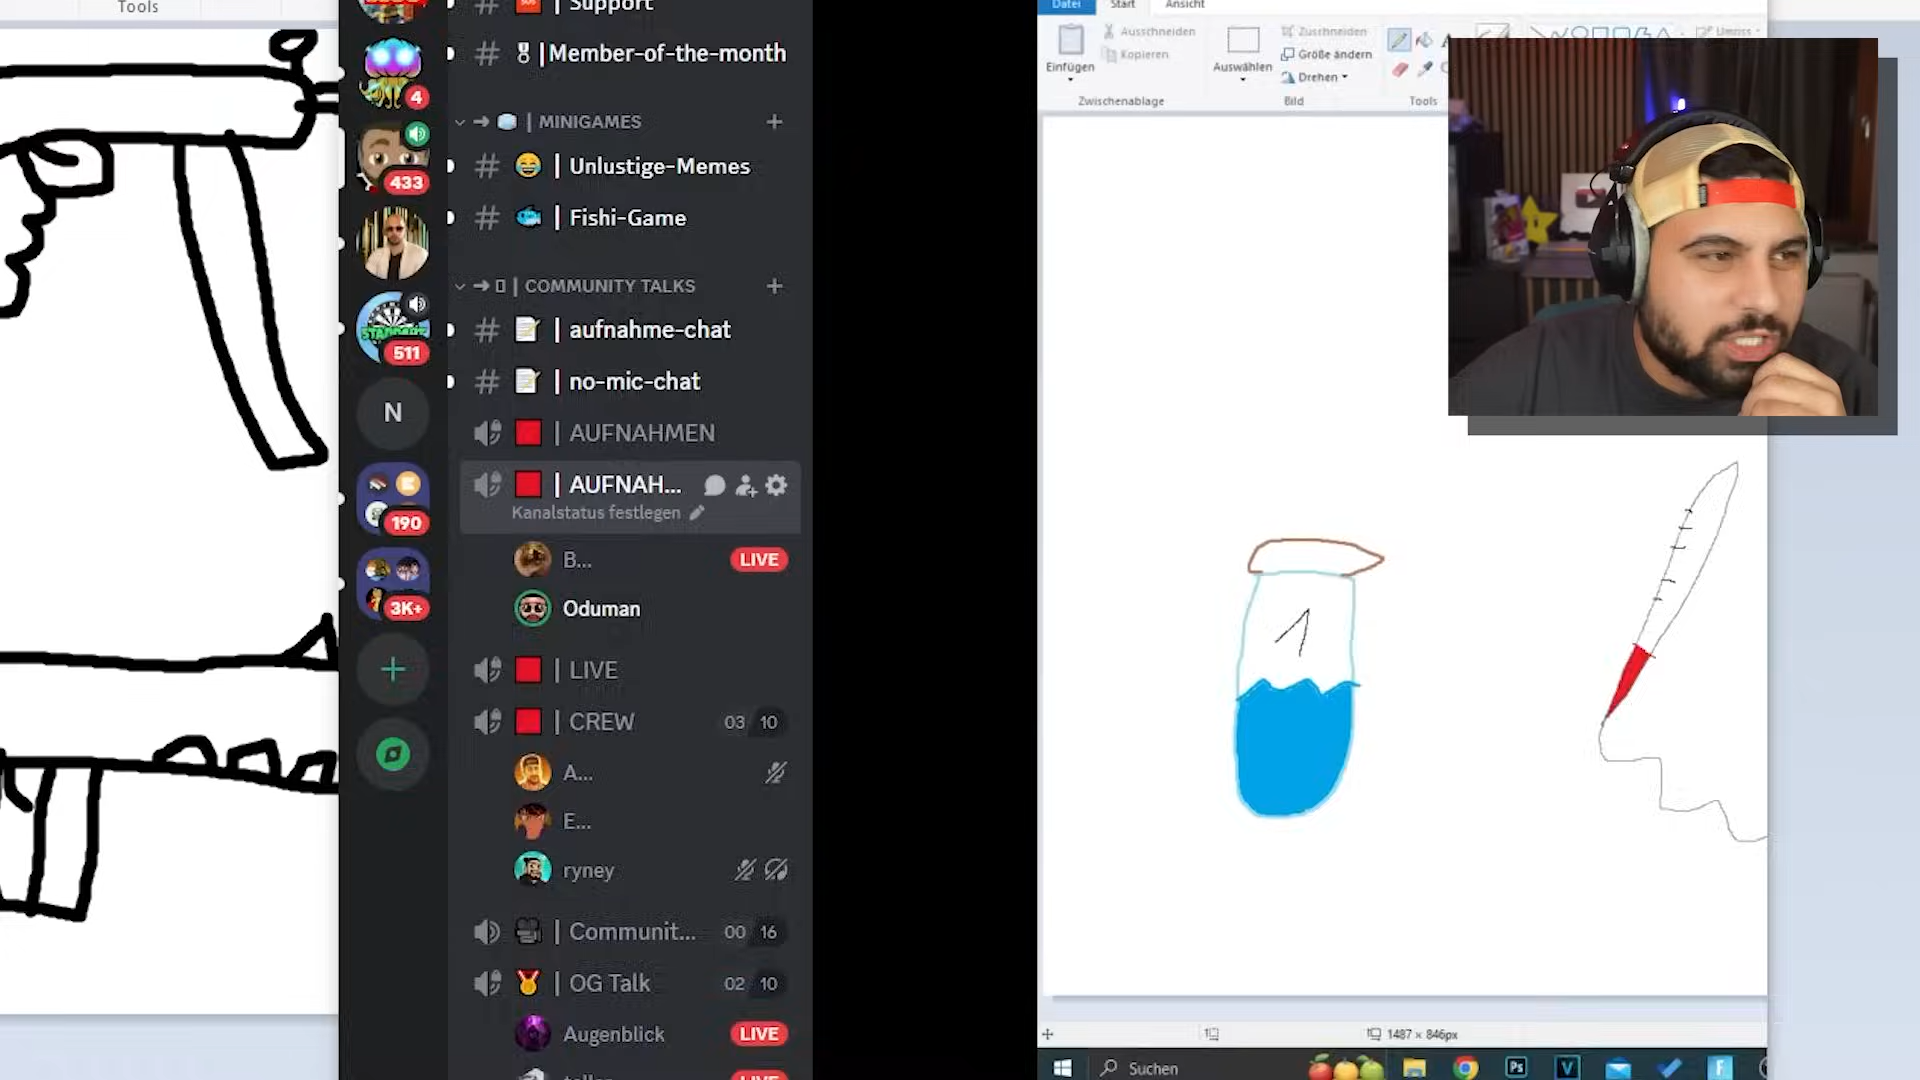 Tools
| Support
| Member-of-the-month
| MINIGAMES
| Unlustige-Memes
| Fishi-Game
| COMMUNITY TALKS
| aufnahme-chat
| no-mic-chat
| AUFNAHMEN
| AUFNAH...
Kanalstatus festlegen
B... LIVE
Oduman
| LIVE
| CREW 03 10
A...
E...
ryney
| Communit... 00 16
| OG Talk 02 10
Augenblick LIVE
4
433
511
N
190
3K+
Datei Start Ansicht
Einfügen
Ausschneiden
Kopieren
Zwischenablage
Auswählen
Zuschneiden
Größe ändern
Drehen
Bild
Tools
Umriss
1
1487 × 846px
Suchen
Ps
V